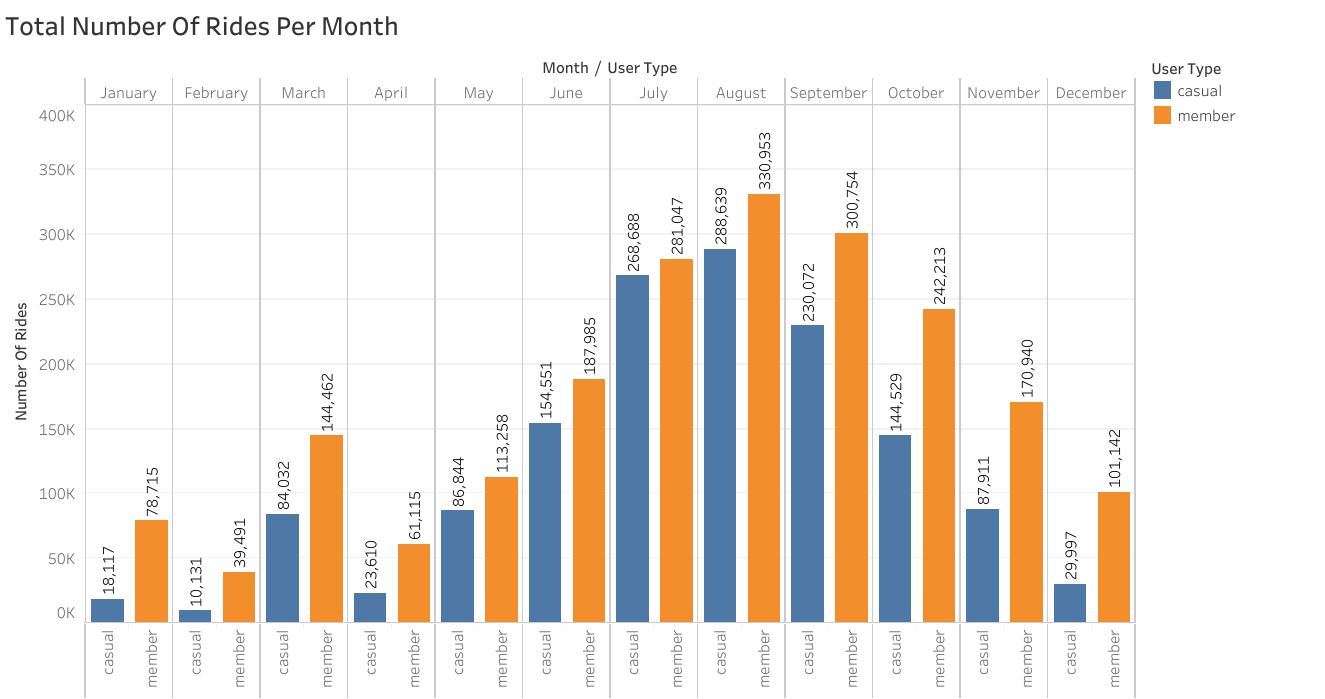 Total Number Of Rides Per Month
Month / User Type
January February March April May June July August September October November December
User Type
casual
member
Number Of Rides
400K
350K
300K
250K
200K
150K
100K
50K
0K
18,117
78,715
10,131
39,491
84,032
144,462
23,610
61,115
86,844
113,258
154,551
187,985
268,688
281,047
288,639
330,953
230,072
300,754
144,529
242,213
87,911
170,940
29,997
101,142
casual
member
casual
member
casual
member
casual
member
casual
member
casual
member
casual
member
casual
member
casual
member
casual
member
casual
member
casual
member